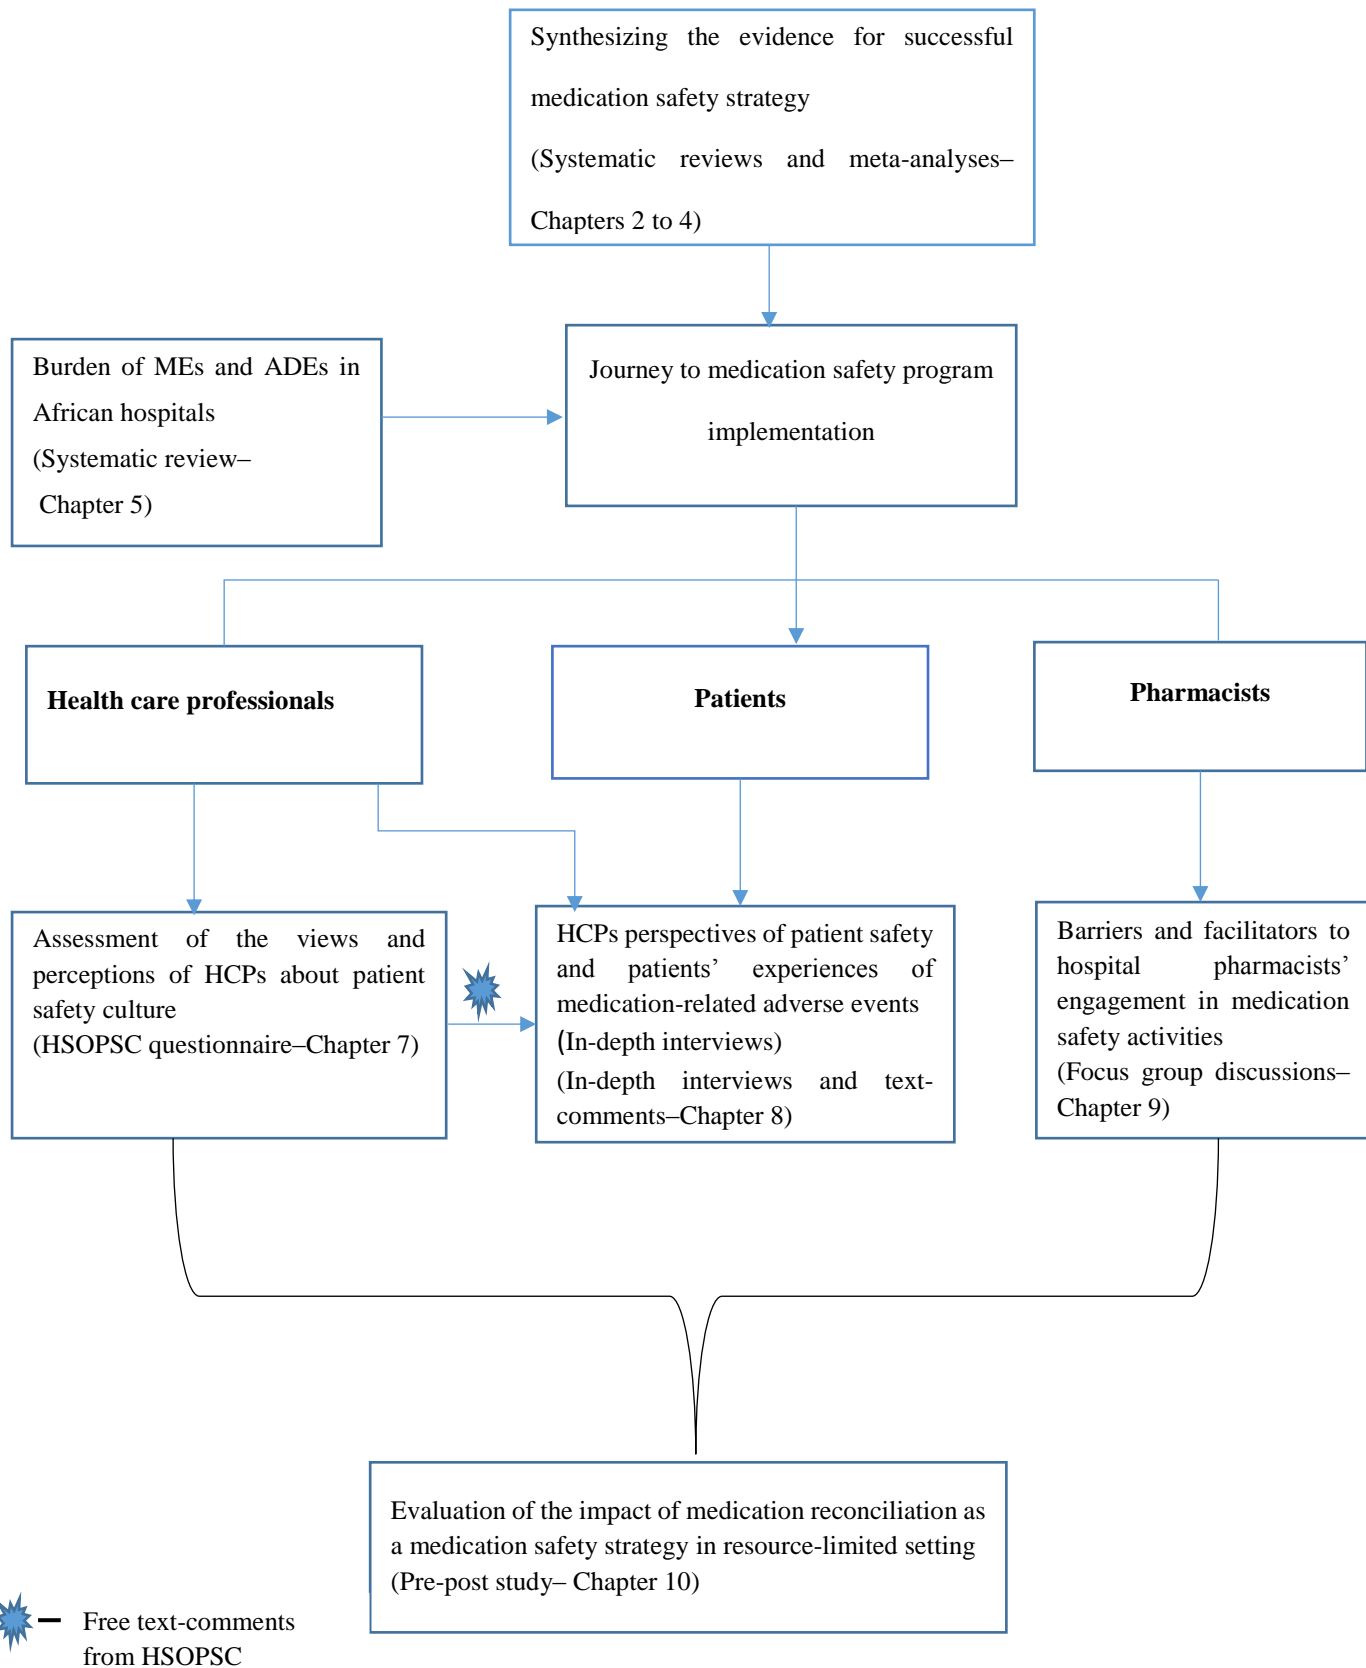 Synthesizing the evidence for successful
medication safety strategy
(Systematic reviews and meta-analyses–
Chapters 2 to 4)
Burden of MEs and ADEs in
African hospitals
(Systematic review–
Chapter 5)
Journey to medication safety program
implementation
Health care professionals
Patients
Pharmacists
Assessment of the views and
perceptions of HCPs about patient
safety culture
(HSOPSC questionnaire–Chapter 7)
HCPs perspectives of patient safety
and patients’ experiences of
medication-related adverse events
(In-depth interviews)
(In-depth interviews and text-
comments–Chapter 8)
Barriers and facilitators to
hospital pharmacists’
engagement in medication
safety activities
(Focus group discussions–
Chapter 9)
Evaluation of the impact of medication reconciliation as
a medication safety strategy in resource-limited setting
(Pre-post study– Chapter 10)
– Free text-comments
from HSOPSC